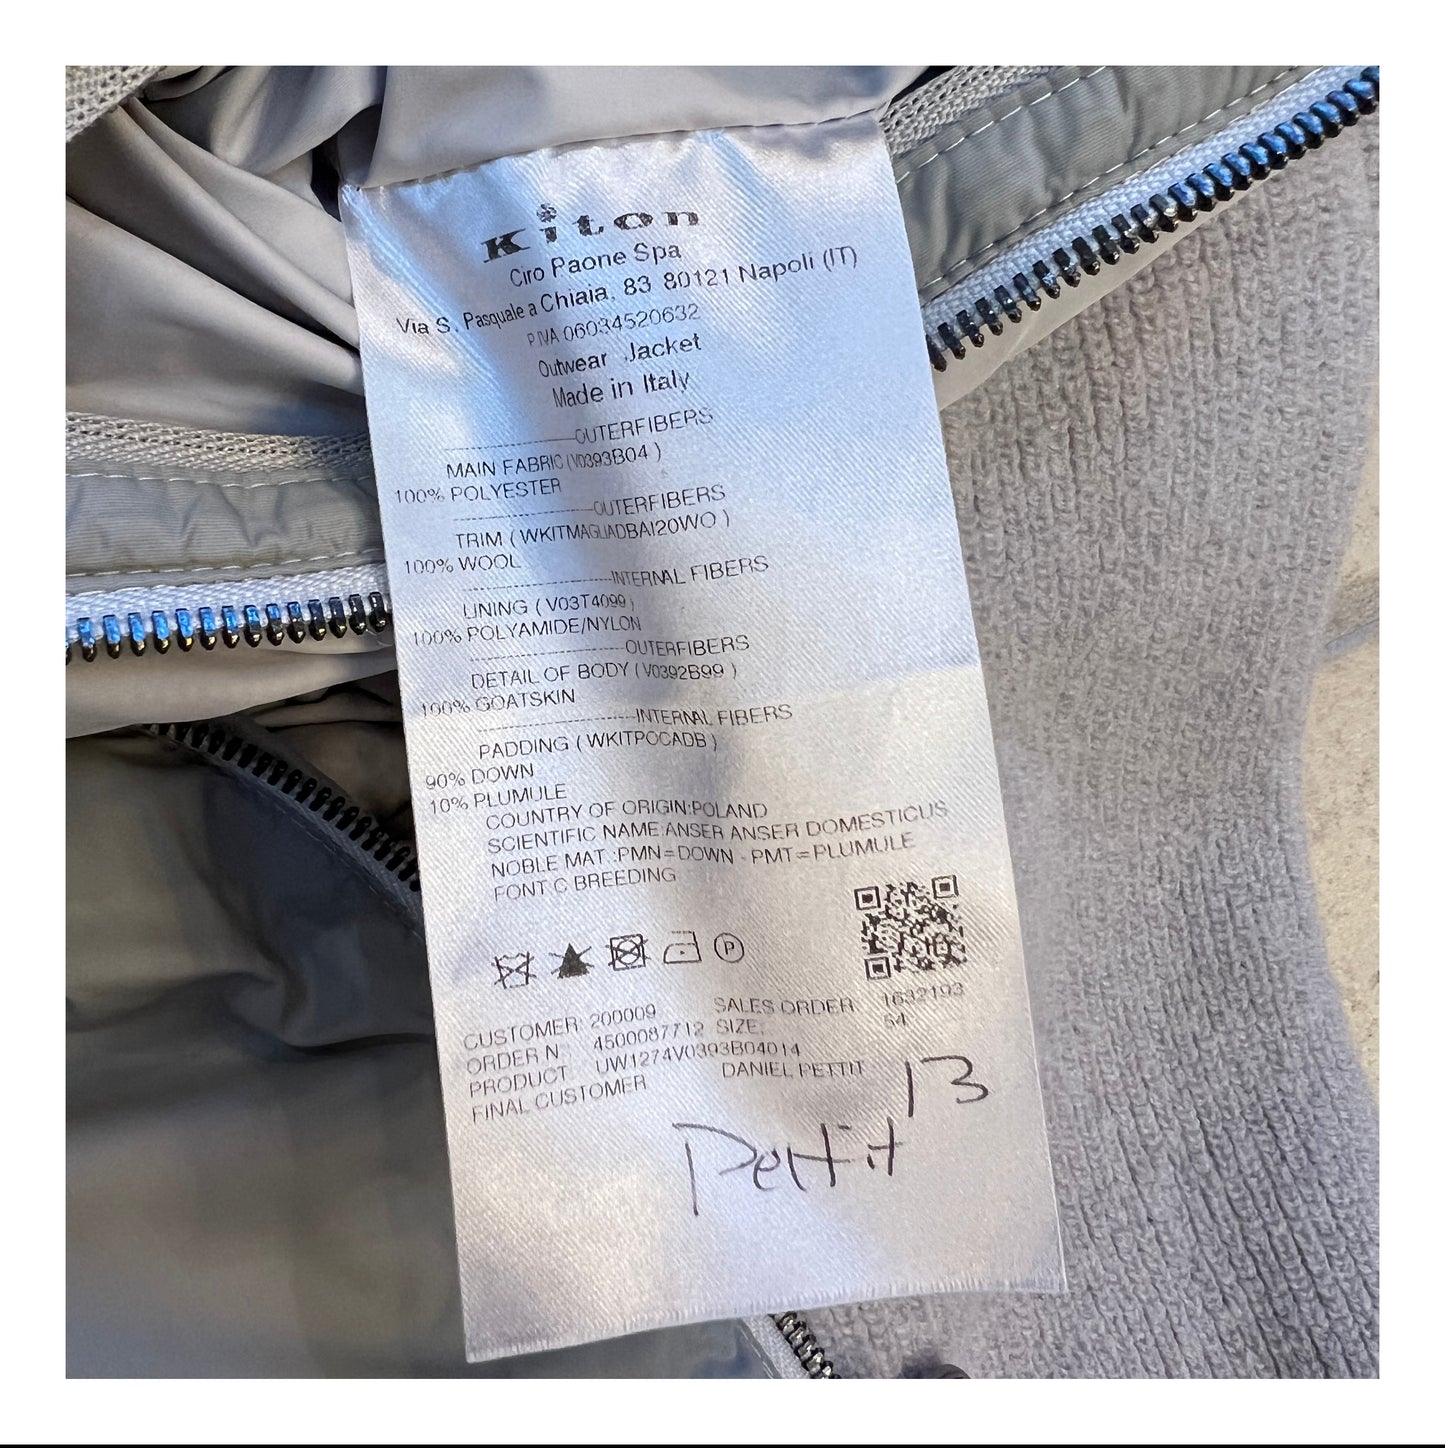 Kiton
Ciro Paone Spa
Via S. Pasquale a Chiaia, 83 80121 Napoli (IT)
P.IVA 06034520632
Outwear Jacket
Made in Italy
OUTERFIBERS
MAIN FABRIC (V0393B04 )
100% POLYESTER
OUTERFIBERS
TRIM ( WKITMAGLIADBAI20WO )
100% WOOL
INTERNAL FIBERS
LINING ( V03T4099)
100% POLYAMIDE/NYLON
OUTERFIBERS
DETAIL OF BODY ( V0392B99 )
100% GOATSKIN
INTERNAL FIBERS
PADDING ( WKITPOCADB )
90% DOWN
10% PLUMULE
COUNTRY OF ORIGIN:POLAND
SCIENTIFIC NAME:ANSER ANSER DOMESTICUS
NOBLE MAT.:PMN=DOWN - PMT=PLUMULE
FONT C BREEDING
P
CUSTOMER: 200009 SALES ORDER: 1632193
ORDER N.: 4500087712 SIZE: 54
PRODUCT UW1274V0393B04014
FINAL CUSTOMER DANIEL PETTIT
13
Pettit